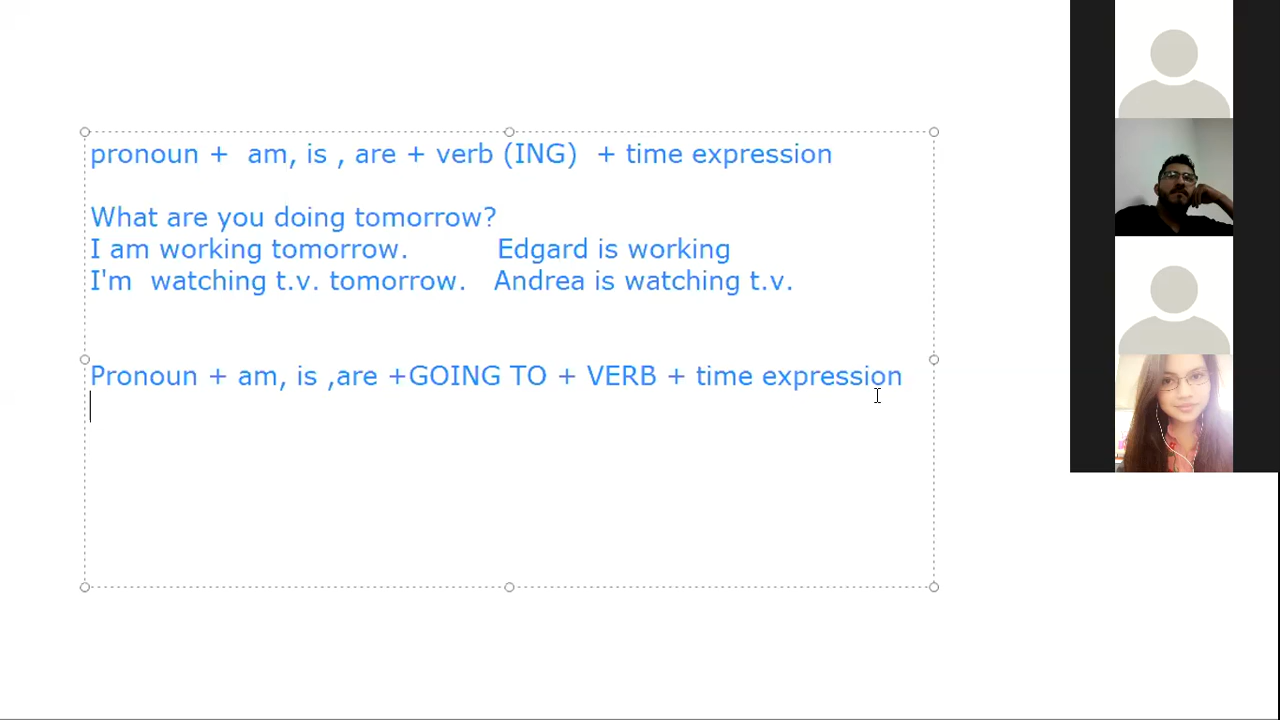 pronoun + am, is , are + verb (ING) + time expression
What are you doing tomorrow?
I am working tomorrow. Edgard is working
I'm watching t.v. tomorrow. Andrea is watching t.v.
Pronoun + am, is ,are +GOING TO + VERB + time expression